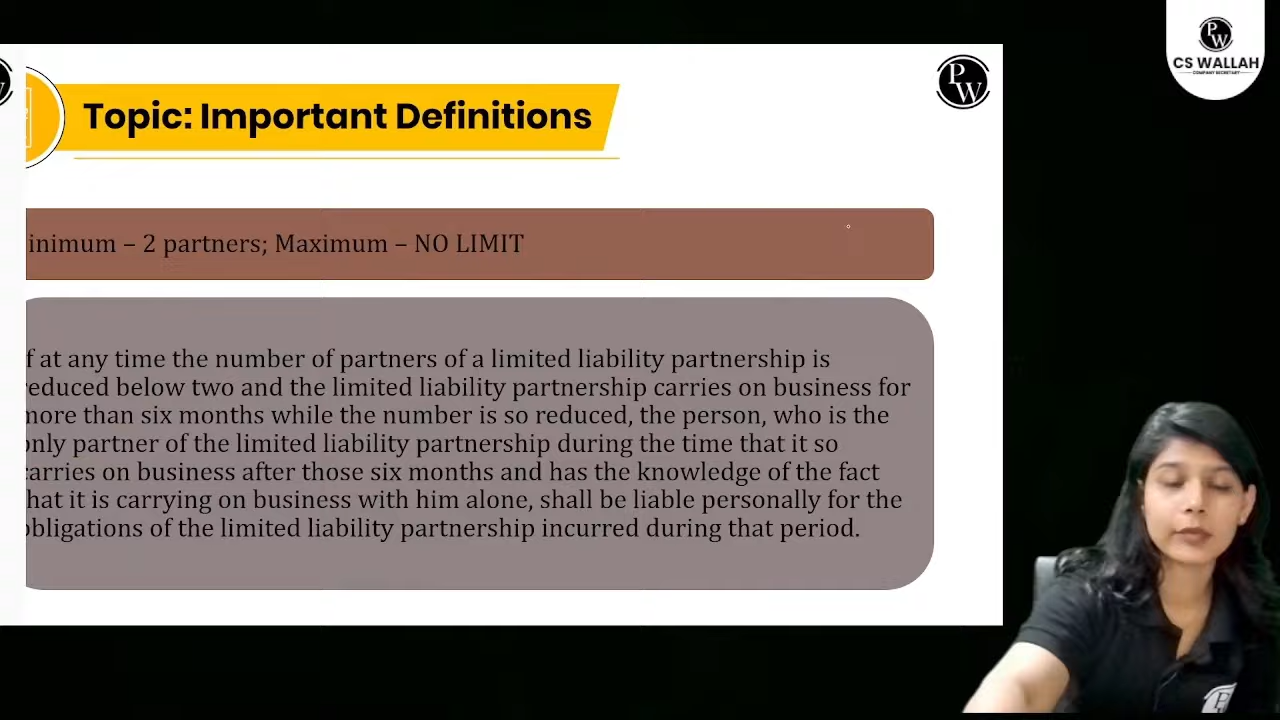 P
W
CS WALLAH
COMPANY SECRETARY
W
Topic: Important Definitions
P
W
inimum – 2 partners; Maximum – NO LIMIT
f at any time the number of partners of a limited liability partnership is
educed below two and the limited liability partnership carries on business for
more than six months while the number is so reduced, the person, who is the
only partner of the limited liability partnership during the time that it so
carries on business after those six months and has the knowledge of the fact
hat it is carrying on business with him alone, shall be liable personally for the
obligations of the limited liability partnership incurred during that period.
P
W